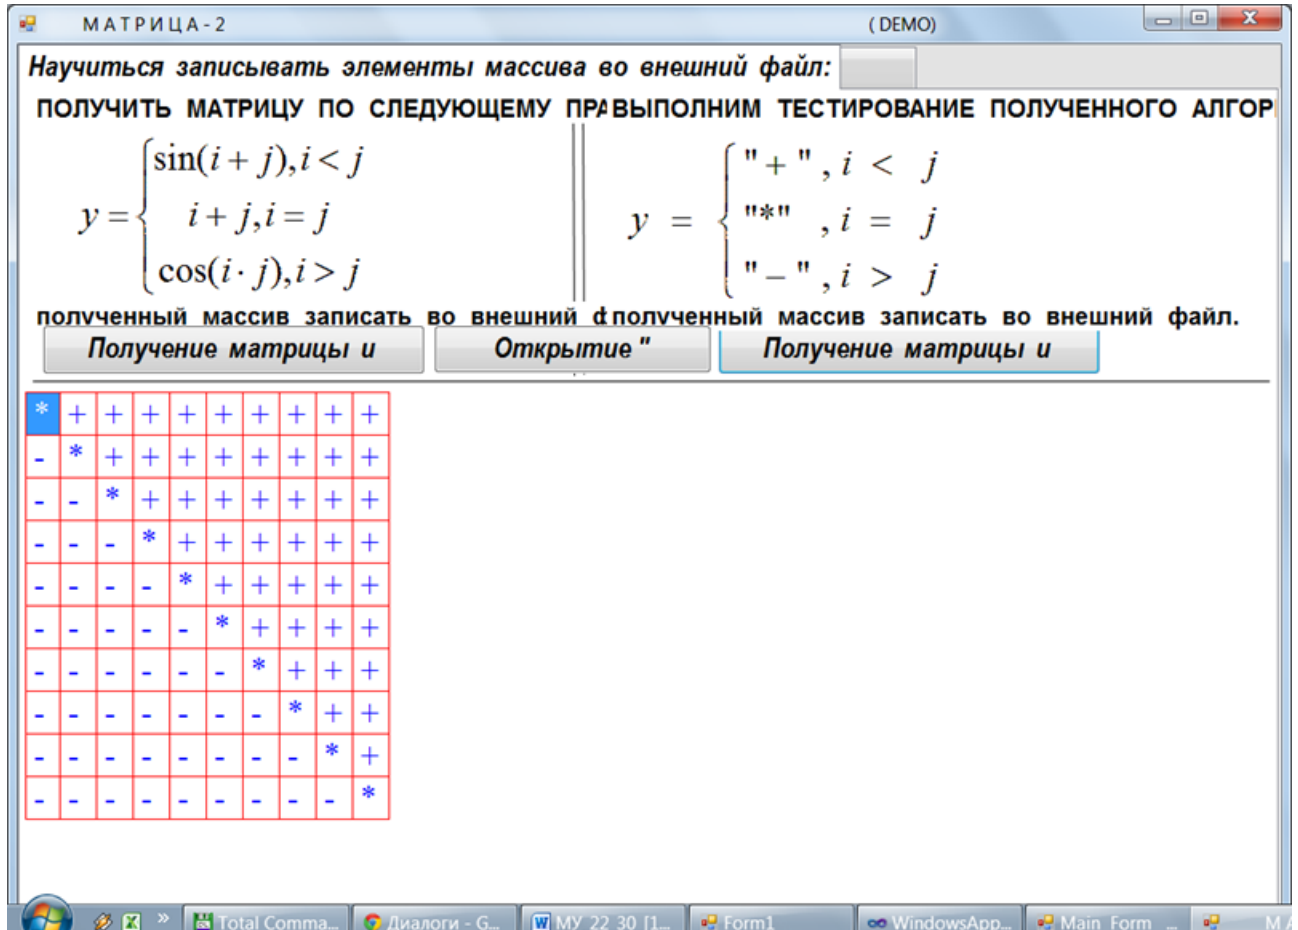 МАТРИЦА-2 (DEMO)
Научиться записывать элементы массива во внешний файл:
ПОЛУЧИТЬ МАТРИЦУ ПО СЛЕДУЮЩЕМУ ПРА
sin(i + j), i < j
y = i + j, i = j
cos(i · j), i > j
полученный массив записать во внешний ф
ВЫПОЛНИМ ТЕСТИРОВАНИЕ ПОЛУЧЕННОГО АЛГОР
"+", i < j
y = "*", i = j
"–", i > j
полученный массив записать во внешний файл.
Получение матрицы и
Открытие "
Получение матрицы и
* + + + + + + + + +
- * + + + + + + + +
- - * + + + + + + +
- - - * + + + + + +
- - - - * + + + + +
- - - - - * + + + +
- - - - - - * + + +
- - - - - - - * + +
- - - - - - - - * +
- - - - - - - - - *
» Total Comma... Диалоги - G... МУ 22 30 [1... Form1 WindowsApp... Main Form ... М А